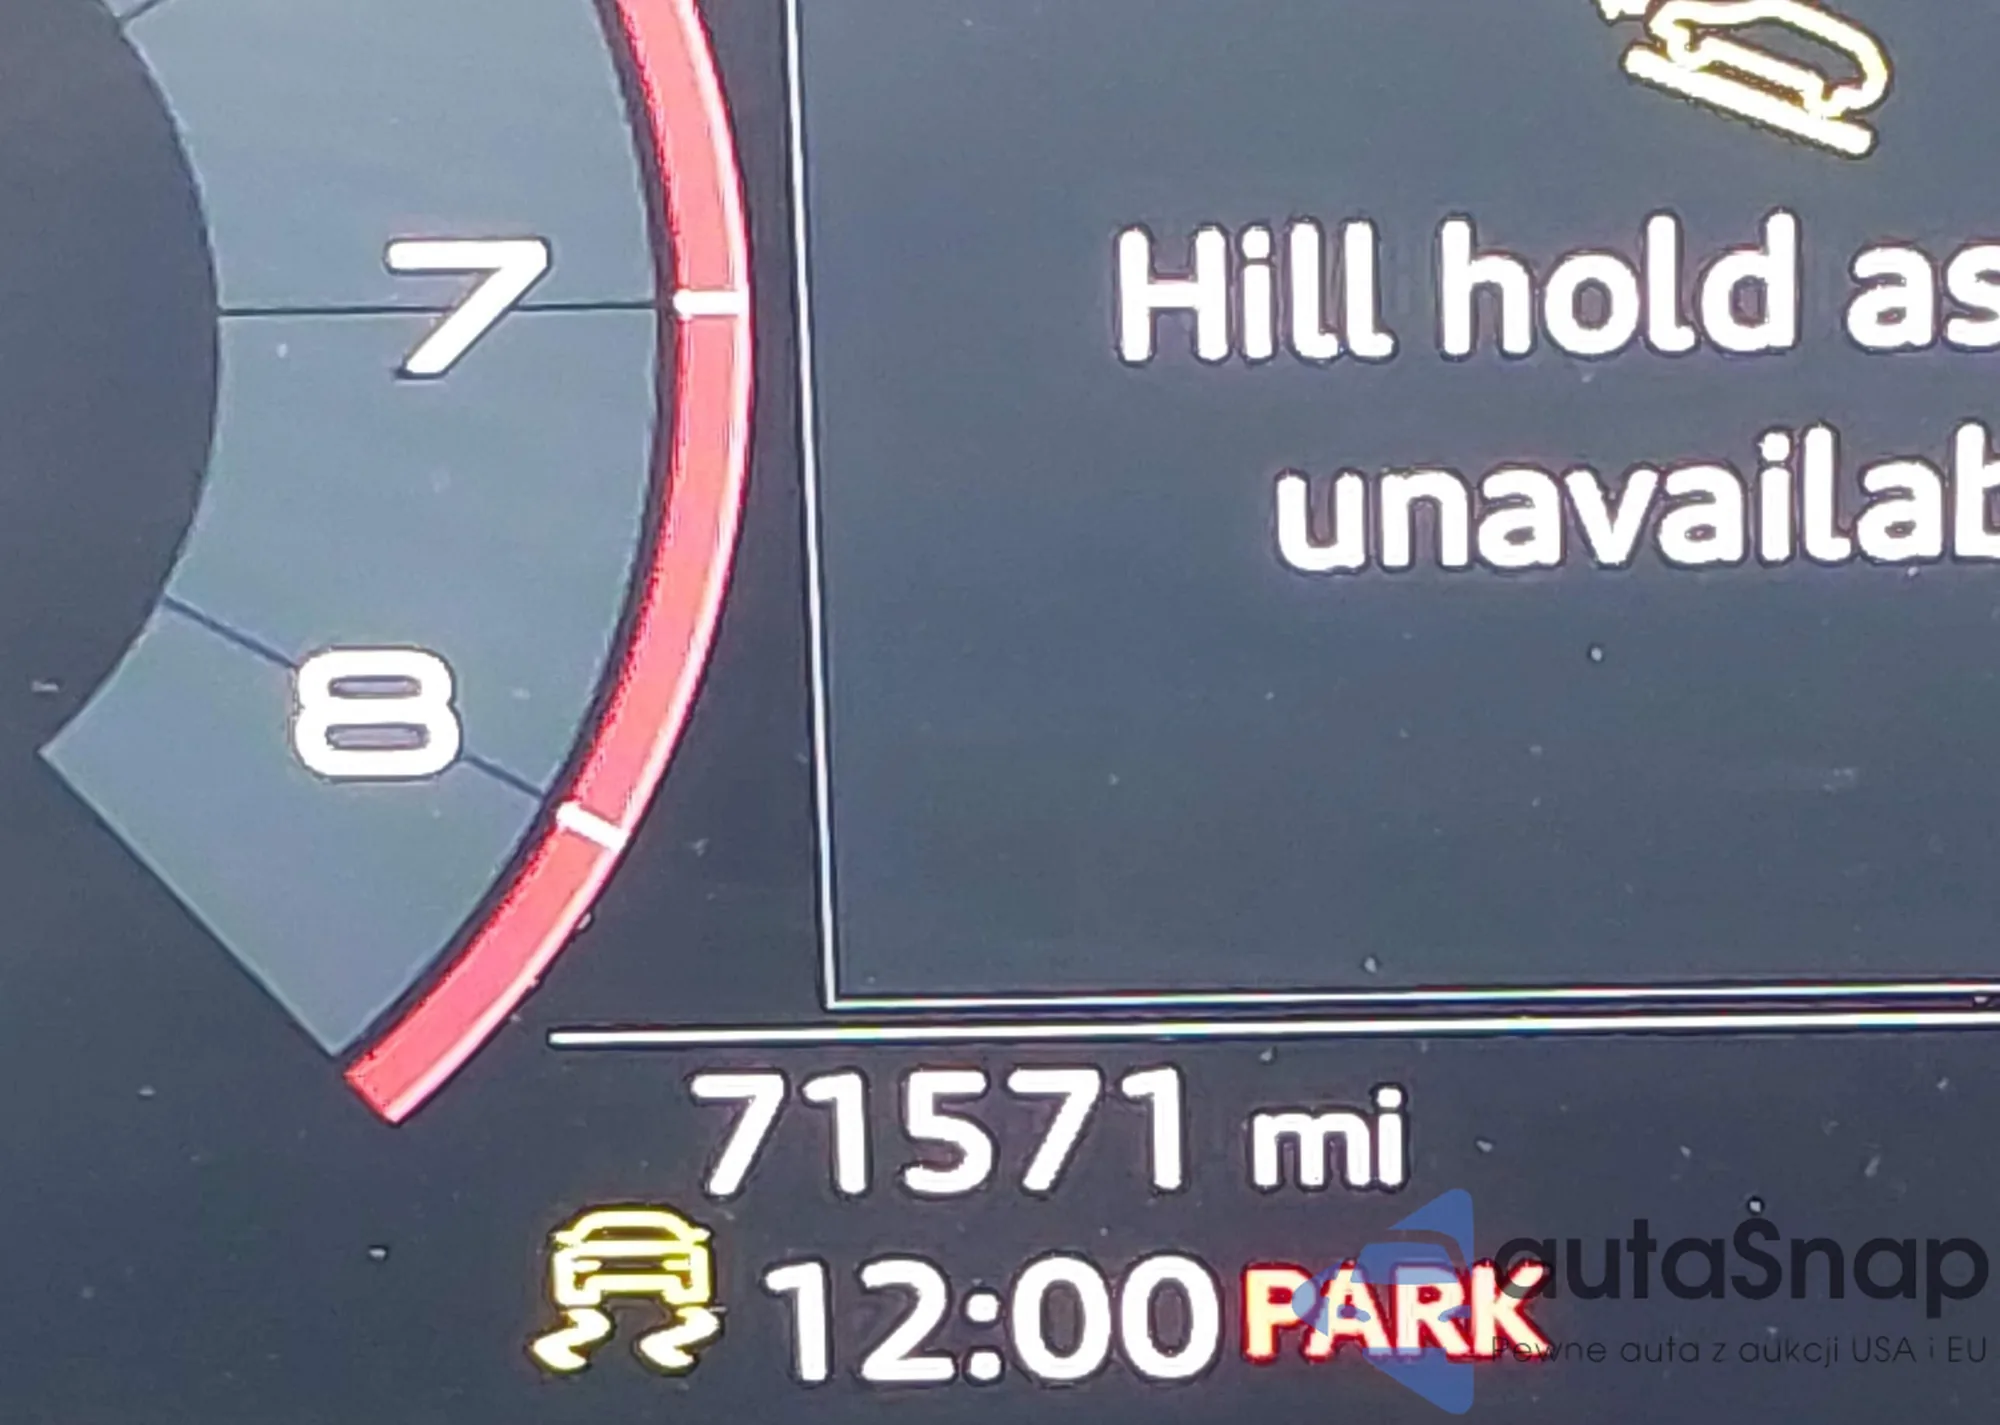 7
Hill hold as
unavailab
8
71571 mi
12:00 PARK
autaSnap
Pewne auta z aukcji USA i EU